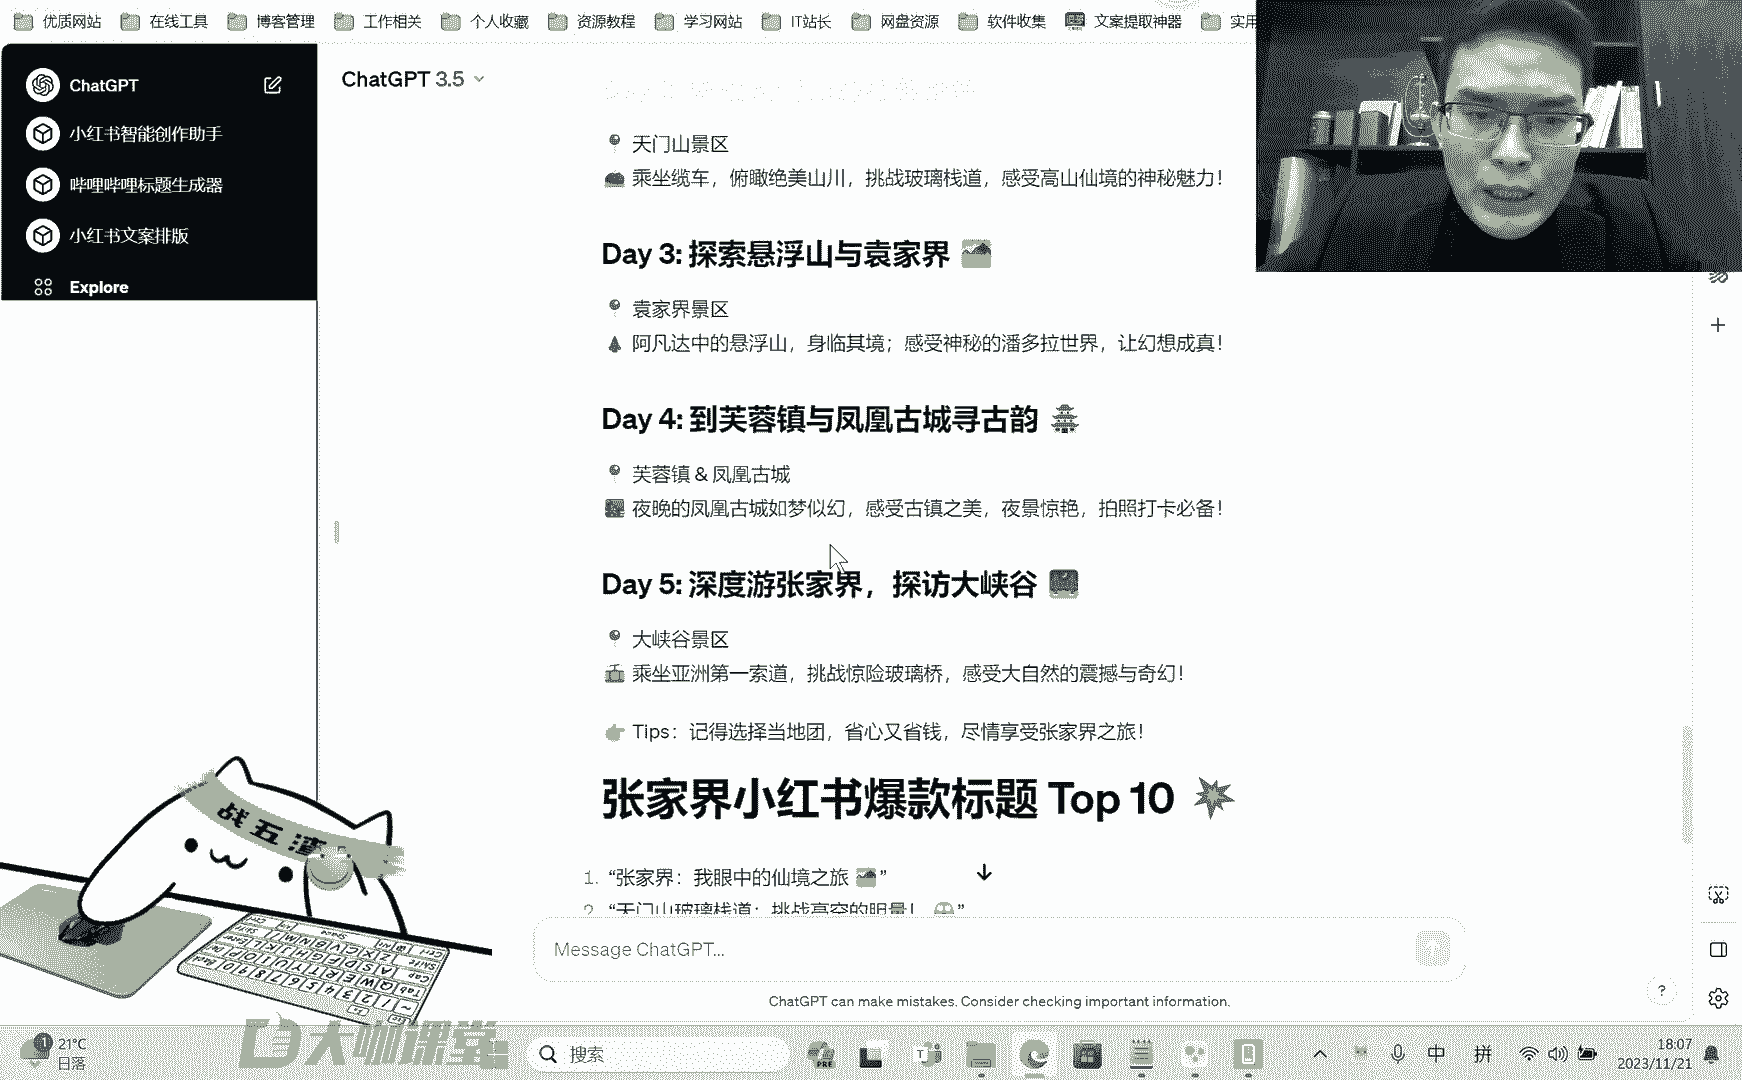 优质网站 在线工具 博客管理 工作相关 个人收藏 资源教程 学习网站 IT站长 网盘资源 软件收集 文案提取神器 实用
ChatGPT
小红书智能创作助手
哔哩哔哩标题生成器
小红书文案排版
Explore
ChatGPT 3.5
天门山景区
乘坐缆车，俯瞰绝美山川，挑战玻璃栈道，感受高山仙境的神秘魅力！
Day 3: 探索悬浮山与袁家界
袁家界景区
阿凡达中的悬浮山，身临其境；感受神秘的潘多拉世界，让幻想成真！
Day 4: 到芙蓉镇与凤凰古城寻古韵
芙蓉镇 & 凤凰古城
夜晚的凤凰古城如梦似幻，感受古镇之美，夜景惊艳，拍照打卡必备！
Day 5: 深度游张家界，探访大峡谷
大峡谷景区
乘坐亚洲第一索道，挑战惊险玻璃桥，感受大自然的震撼与奇幻！
Tips：记得选择当地团，省心又省钱，尽情享受张家界之旅！
张家界小红书爆款标题 Top 10
1. “张家界：我眼中的仙境之旅”
2. “天门山玻璃栈道：挑战高空的胆量！”
Message ChatGPT...
ChatGPT can make mistakes. Consider checking important information.
?
战五渣
大咖课堂
1
21°C
日落
搜索
PRE
中
拼
18:07
2023/11/21